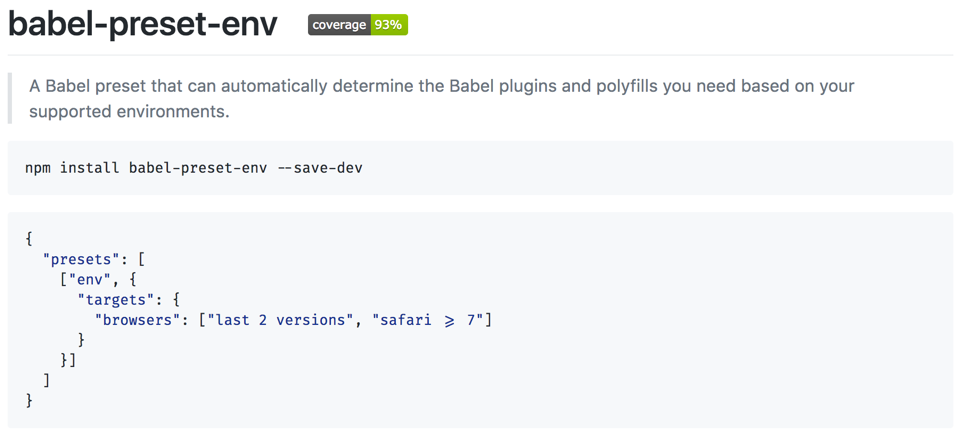 babel-preset-env
coverage 93%
A Babel preset that can automatically determine the Babel plugins and polyfills you need based on your
supported environments.
npm install babel-preset-env --save-dev
{
  "presets": [
    ["env", {
      "targets": {
        "browsers": ["last 2 versions", "safari >= 7"]
      }
    }]
  ]
}